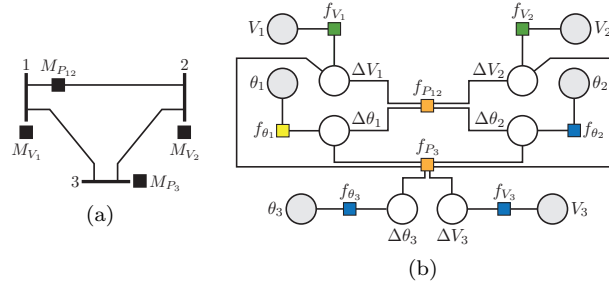 1
M_{P_{12}}
2
M_{V_1}
M_{V_2}
3
M_{P_3}
(a)
V_1
f_{V_1}
f_{V_2}
V_2
ΔV_1
ΔV_2
θ_1
f_{P_{12}}
θ_2
Δθ_1
Δθ_2
f_{θ_1}
f_{θ_2}
f_{P_3}
θ_3
f_{θ_3}
f_{V_3}
V_3
Δθ_3
ΔV_3
(b)